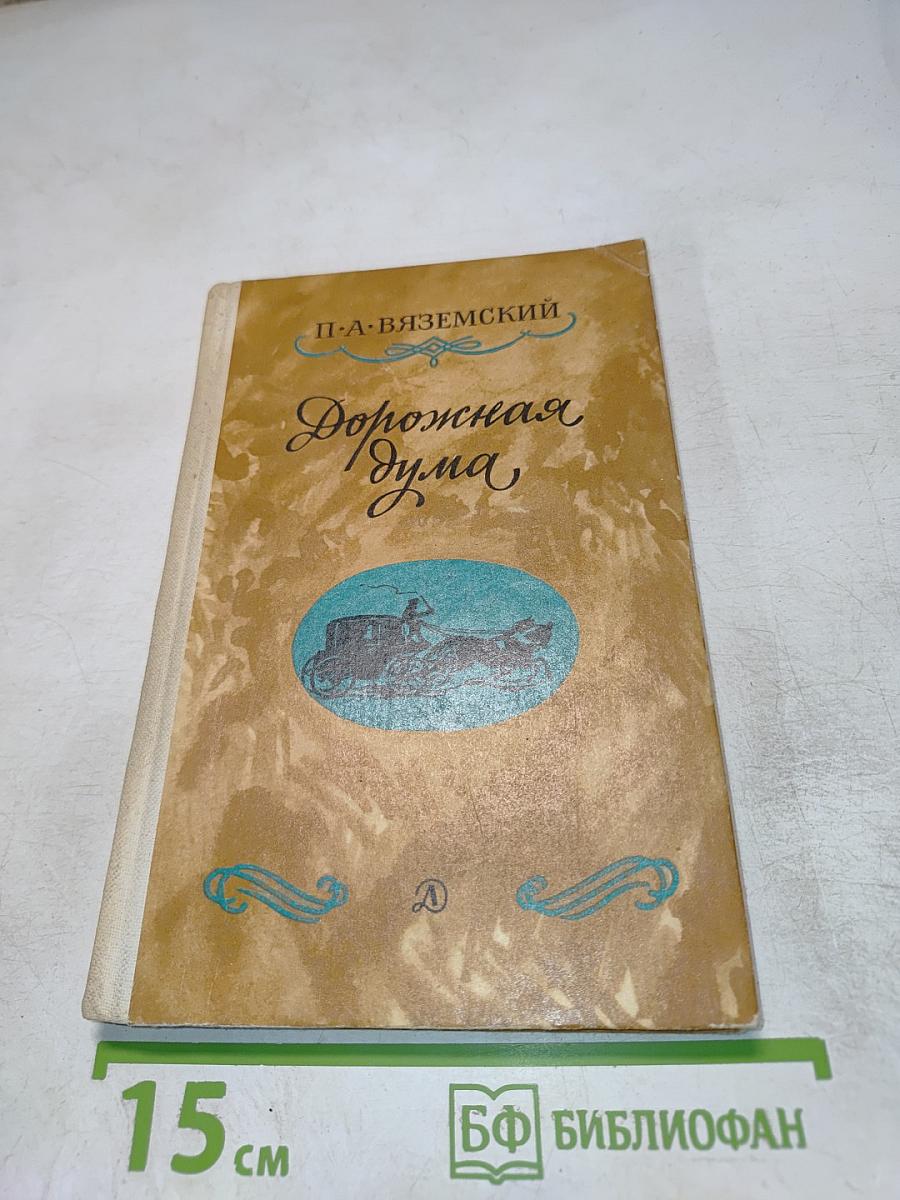 П·А·ВЯЗЕМСКИЙ
Дорожная
дума
Д
15 см
БФ БИБЛИОФАН